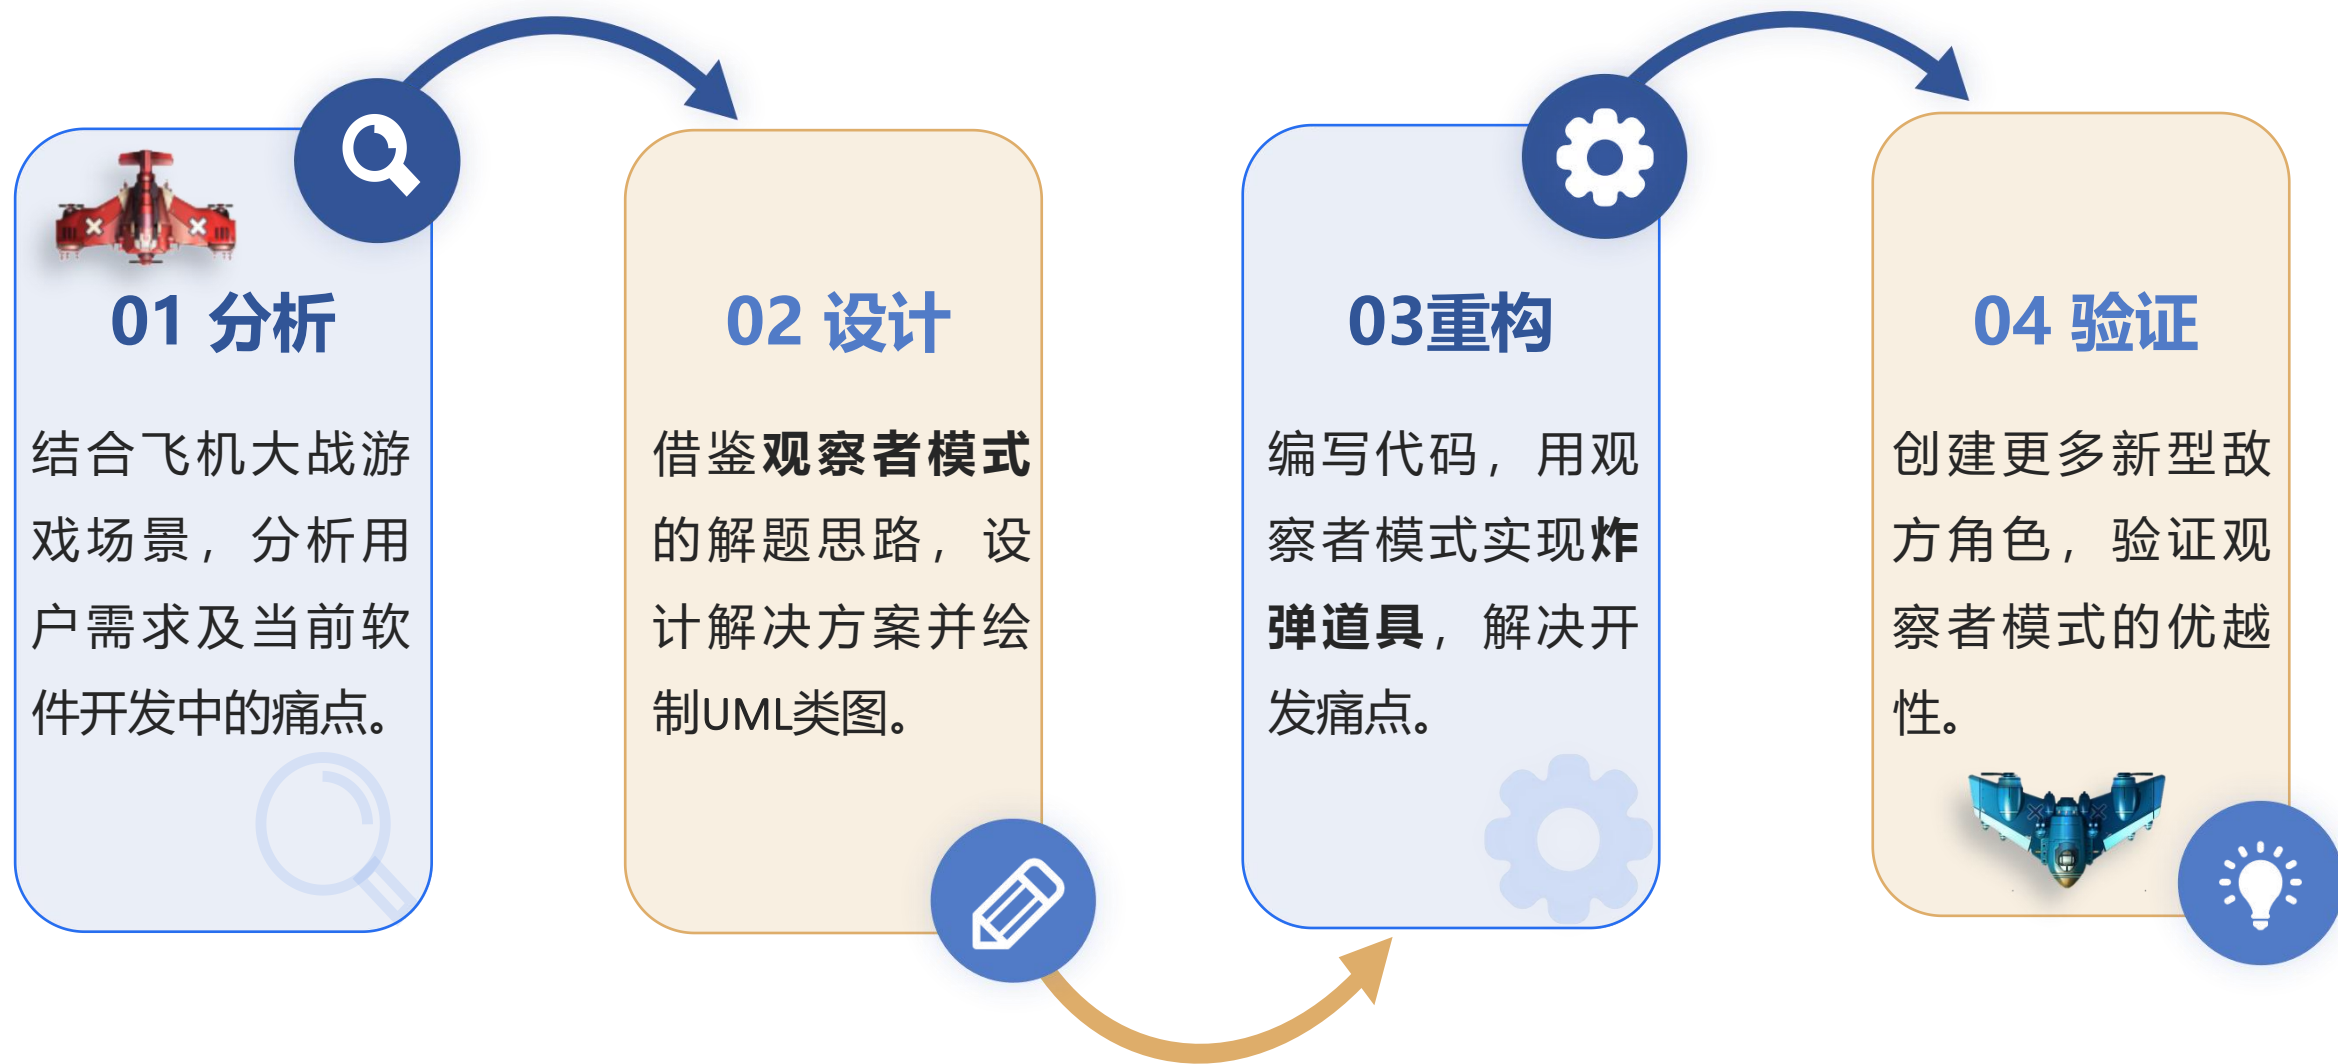 01 分析
结合飞机大战游
戏场景，分析用
户需求及当前软
件开发中的痛点。
02 设计
借鉴观察者模式
的解题思路，设
计解决方案并绘
制UML类图。
03重构
编写代码，用观
察者模式实现炸
弹道具，解决开
发痛点。
04 验证
创建更多新型敌
方角色，验证观
察者模式的优越
性。